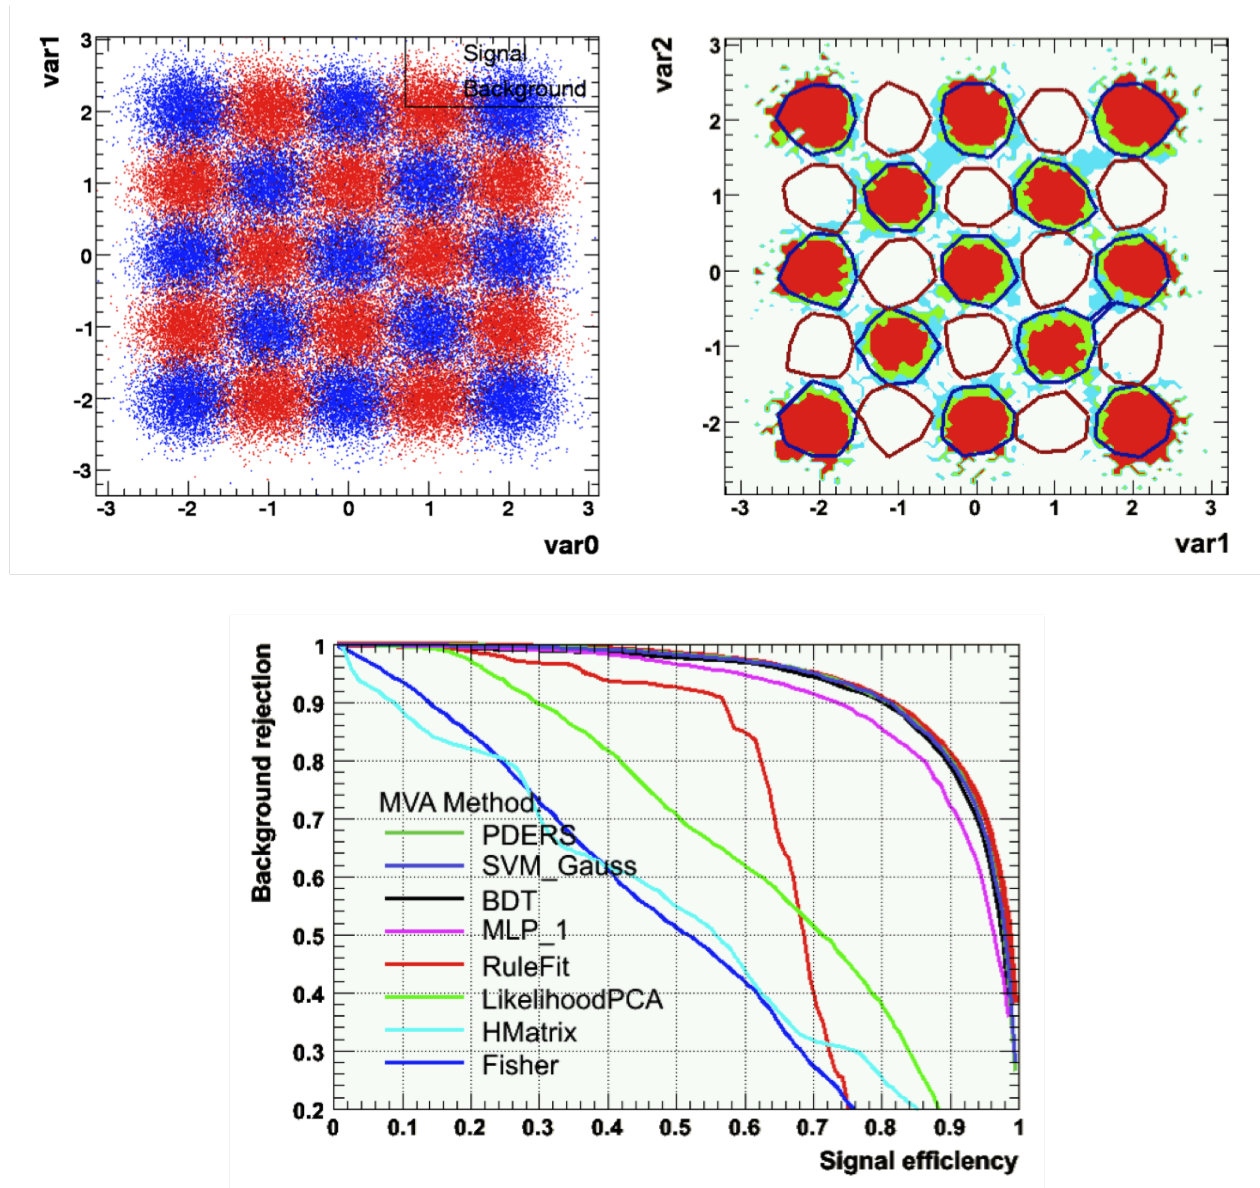 var1
3
2
1
0
-1
-2
-3
Signal
Background
-3 -2 -1 0 1 2 3
var0
var2
3
2
1
0
-1
-2
-3 -2 -1 0 1 2 3
var1
Background rejection
1
0.9
0.8
0.7
0.6
0.5
0.4
0.3
0.2
MVA Method:
PDERS
SVM_Gauss
BDT
MLP_1
RuleFit
LikelihoodPCA
HMatrix
Fisher
0 0.1 0.2 0.3 0.4 0.5 0.6 0.7 0.8 0.9 1
Signal efficiency